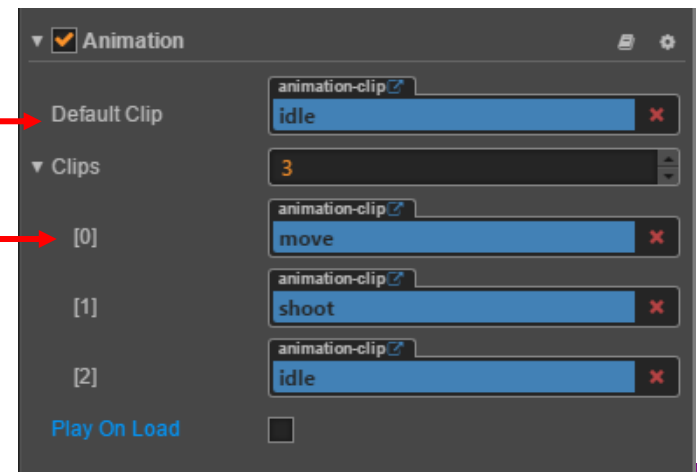 Animation
animation-clip
Default Clip
idle
Clips
3
animation-clip
[0]
move
animation-clip
[1]
shoot
animation-clip
[2]
idle
Play On Load